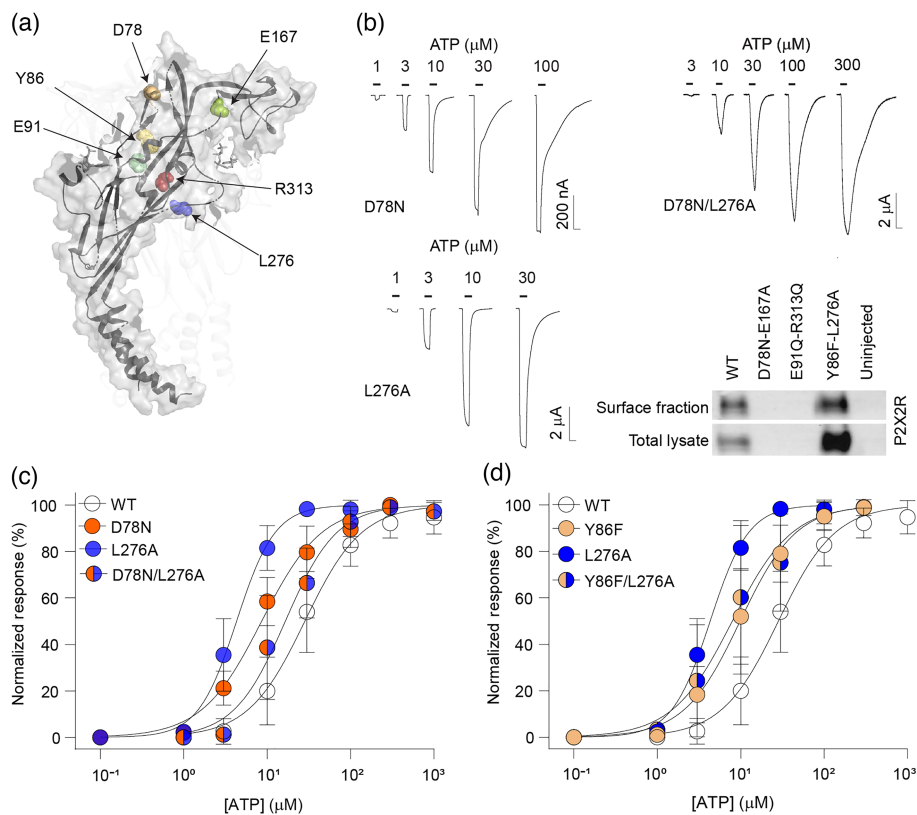 (a)
D78
E167
Y86
E91
R313
L276
(b)
ATP (μM)
1 3 10 30 100
D78N
200 nA
ATP (μM)
3 10 30 100 300
D78N/L276A
2 μA
ATP (μM)
1 3 10 30
L276A
2 μA
WT
D78N-E167A
E91Q-R313Q
Y86F-L276A
Uninjected
Surface fraction
Total lysate
P2X2R
(c)
WT
D78N
L276A
D78N/L276A
Normalized response (%)
100
80
60
40
20
0
10⁻¹ 10⁰ 10¹ 10² 10³
[ATP] (μM)
(d)
WT
Y86F
L276A
Y86F/L276A
Normalized response (%)
100
80
60
40
20
0
10⁻¹ 10⁰ 10¹ 10² 10³
[ATP] (μM)